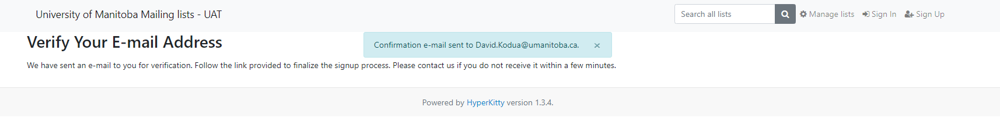 University of Manitoba Mailing lists - UAT
Search all lists
Manage lists
Sign In
Sign Up
Verify Your E-mail Address
Confirmation e-mail sent to David.Kodua@umanitoba.ca. ×
We have sent an e-mail to you for verification. Follow the link provided to finalize the signup process. Please contact us if you do not receive it within a few minutes.
Powered by HyperKitty version 1.3.4.